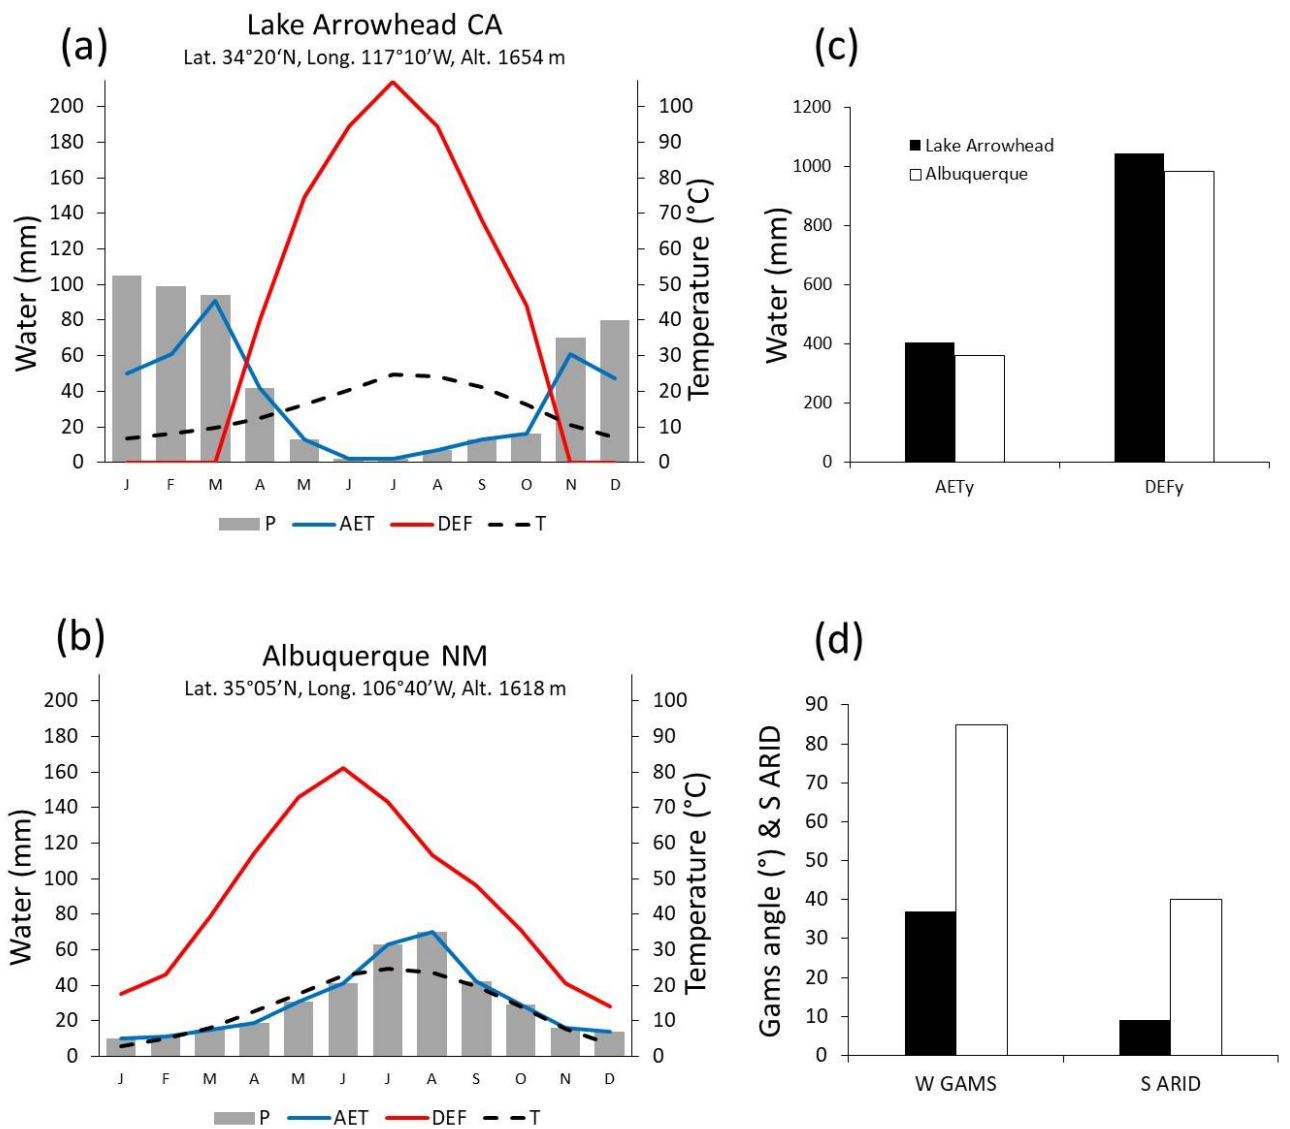 (a)
Lake Arrowhead CA
Lat. 34°20‘N, Long. 117°10’W, Alt. 1654 m
Water (mm)
200
180
160
140
120
100
80
60
40
20
0
100
90
80
70
60
50
40
30
20
10
0
Temperature (°C)
J F M A M J J A S O N D
P AET DEF T
(c)
Water (mm)
1200
1000
800
600
400
200
0
Lake Arrowhead
Albuquerque
AETy DEFy
(b)
Albuquerque NM
Lat. 35°05’N, Long. 106°40’W, Alt. 1618 m
Water (mm)
200
180
160
140
120
100
80
60
40
20
0
100
90
80
70
60
50
40
30
20
10
0
Temperature (°C)
J F M A M J J A S O N D
P AET DEF T
(d)
Gams angle (°) & S ARID
90
80
70
60
50
40
30
20
10
0
W GAMS S ARID